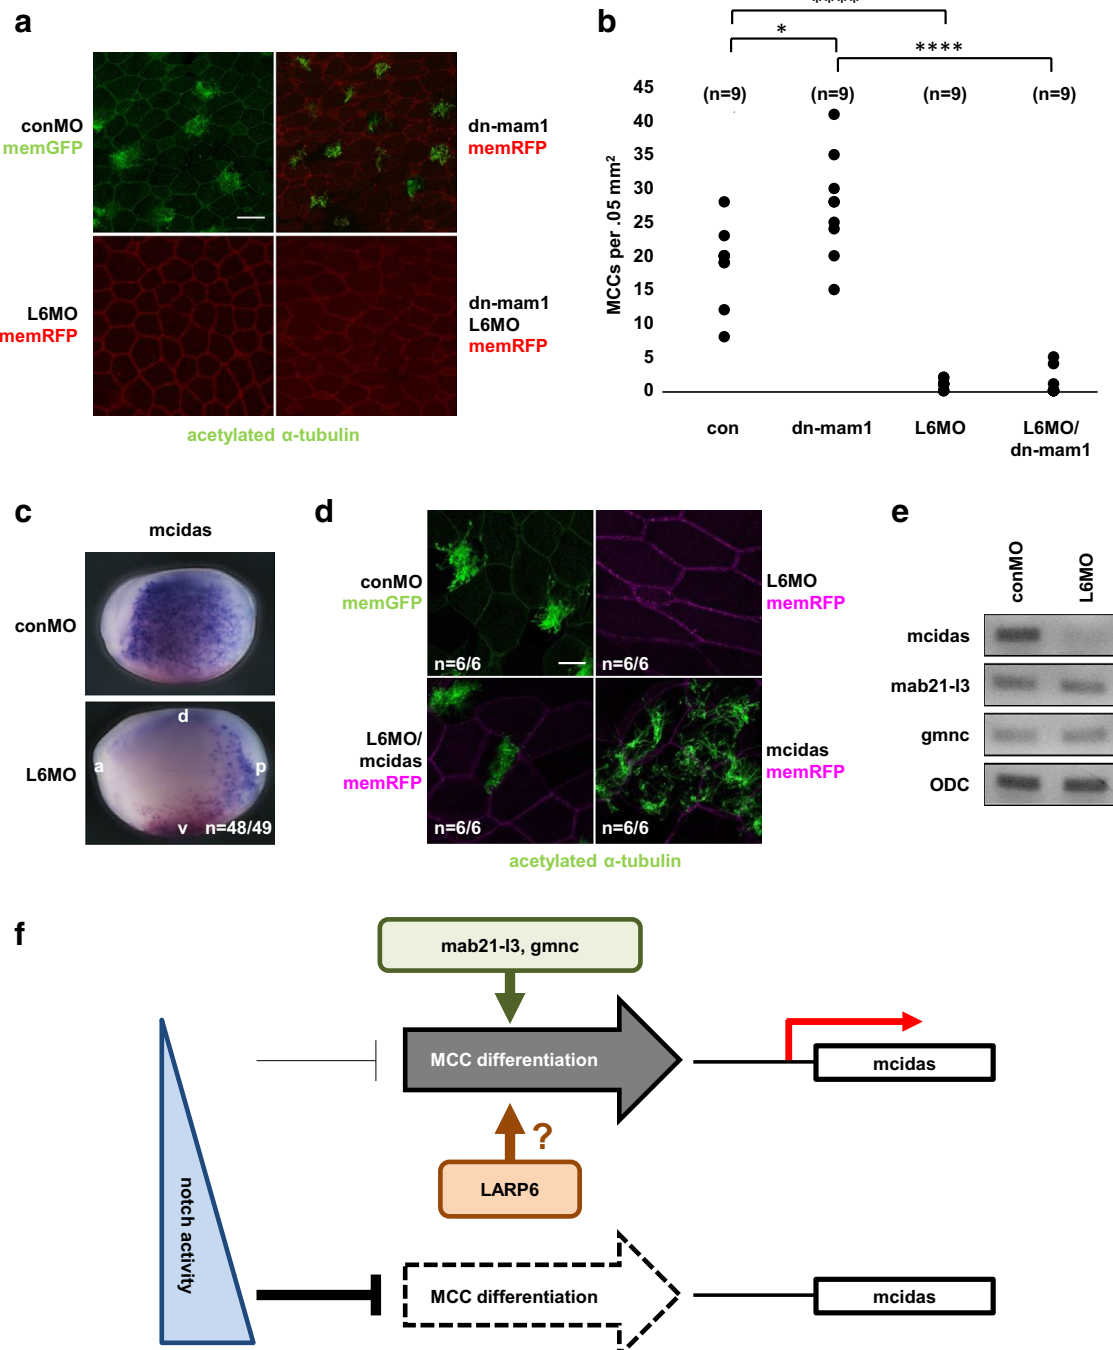 a
conMO
memGFP
dn-mam1
memRFP
L6MO
memRFP
dn-mam1
L6MO
memRFP
acetylated α-tubulin
b
****
*
****
(n=9) (n=9) (n=9) (n=9)
MCCs per .05 mm²
45
40
35
30
25
20
15
10
5
0
con dn-mam1 L6MO L6MO/
dn-mam1
c
mcidas
conMO
L6MO
d
a
p
v
n=48/49
d
conMO
memGFP
n=6/6
L6MO
memRFP
n=6/6
L6MO/
mcidas
memRFP
n=6/6
mcidas
memRFP
n=6/6
acetylated α-tubulin
e
conMO
L6MO
mcidas
mab21-l3
gmnc
ODC
f
mab21-l3, gmnc
MCC differentiation
mcidas
?
LARP6
notch activity
MCC differentiation
mcidas